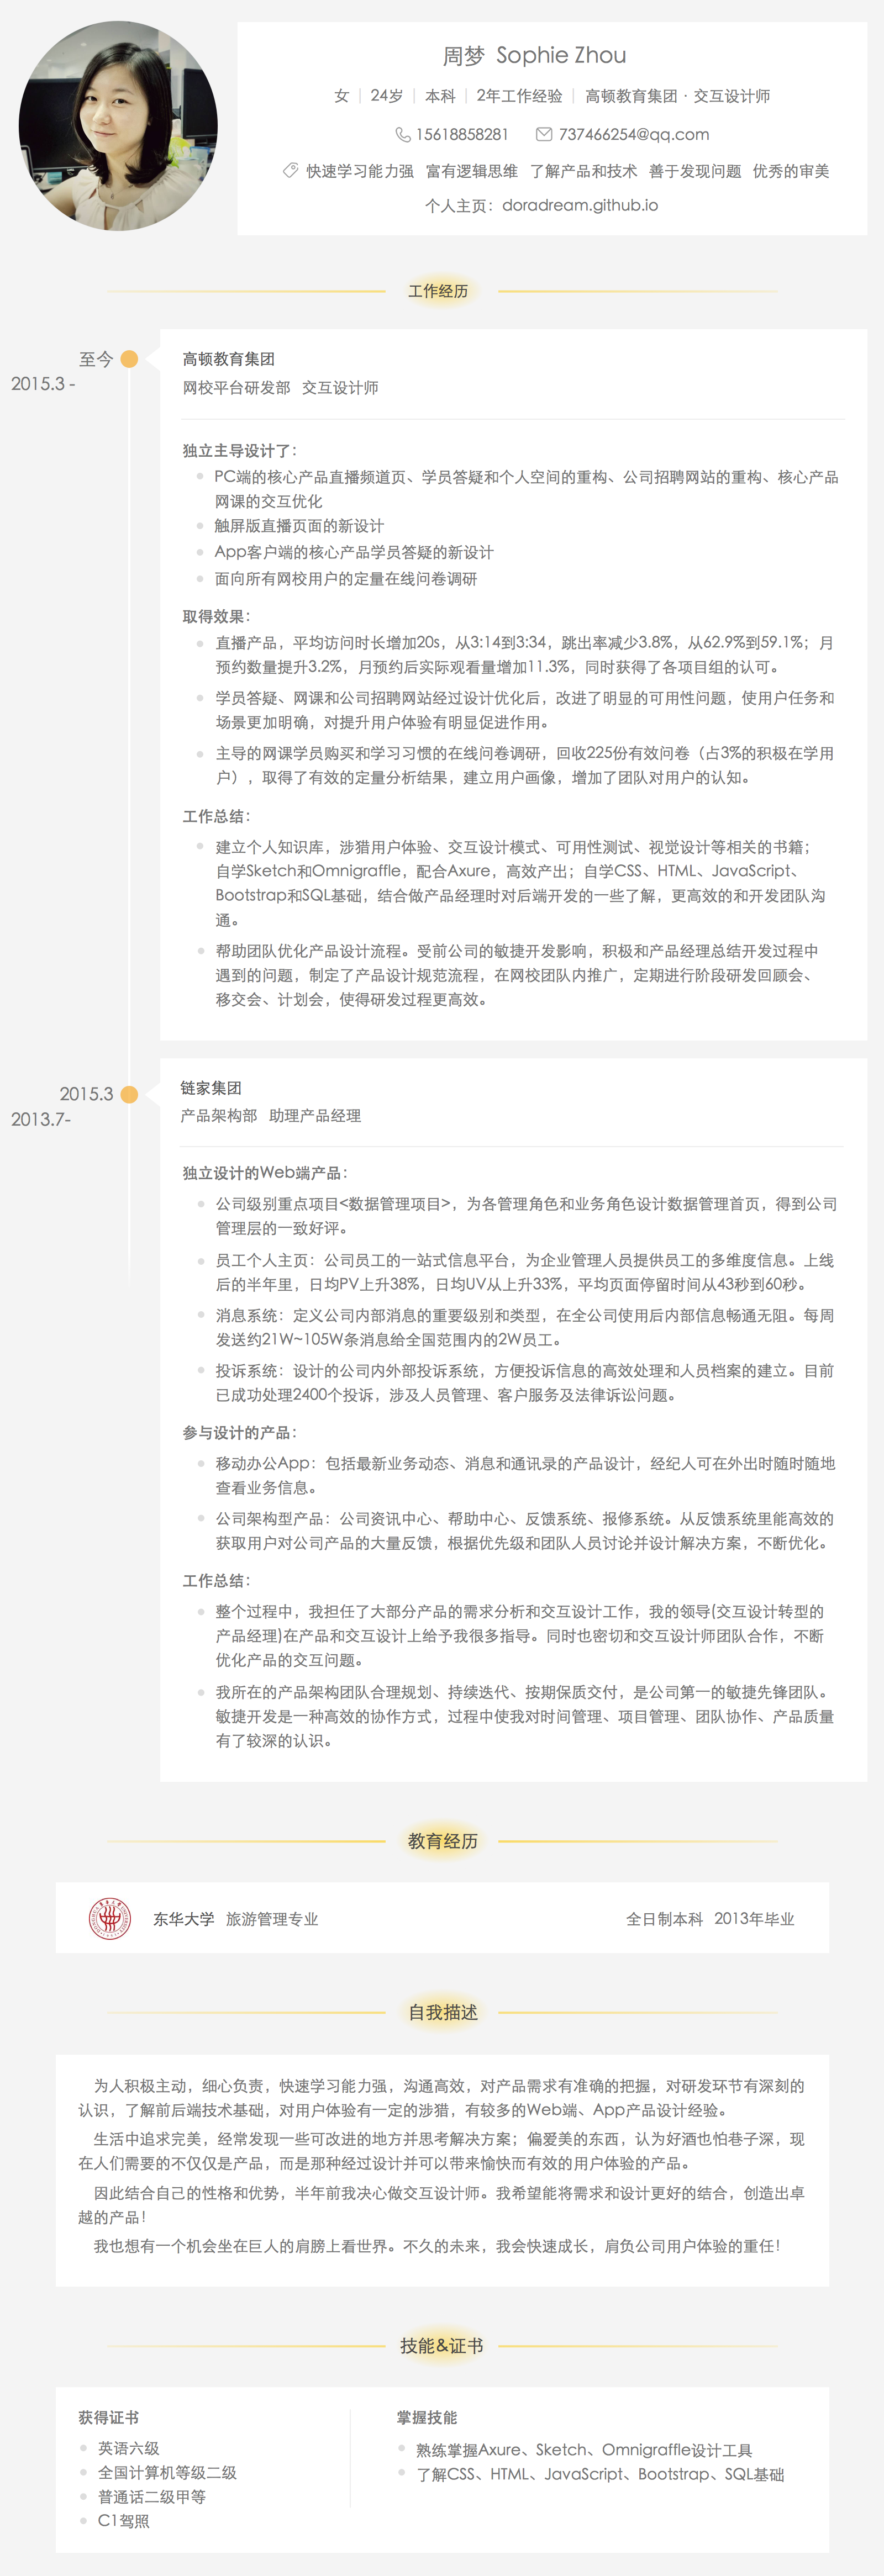 周梦 Sophie Zhou
女 | 24岁 | 本科 | 2年工作经验 | 高顿教育集团 · 交互设计师
15618858281 737466254@qq.com
快速学习能力强 富有逻辑思维 了解产品和技术 善于发现问题 优秀的审美
个人主页：doradream.github.io
工作经历
至今
2015.3 -
高顿教育集团
网校平台研发部 交互设计师
独立主导设计了：
PC端的核心产品直播频道页、学员答疑和个人空间的重构、公司招聘网站的重构、核心产品
网课的交互优化
触屏版直播页面的新设计
App客户端的核心产品学员答疑的新设计
面向所有网校用户的定量在线问卷调研
取得效果：
直播产品，平均访问时长增加20s，从3:14到3:34，跳出率减少3.8%，从62.9%到59.1%；月
预约数量提升3.2%，月预约后实际观看量增加11.3%，同时获得了各项目组的认可。
学员答疑、网课和公司招聘网站经过设计优化后，改进了明显的可用性问题，使用户任务和
场景更加明确，对提升用户体验有明显促进作用。
主导的网课学员购买和学习习惯的在线问卷调研，回收225份有效问卷（占3%的积极在学用
户），取得了有效的定量分析结果，建立用户画像，增加了团队对用户的认知。
工作总结：
建立个人知识库，涉猎用户体验、交互设计模式、可用性测试、视觉设计等相关的书籍；
自学Sketch和Omnigraffle，配合Axure，高效产出；自学CSS、HTML、JavaScript、
Bootstrap和SQL基础，结合做产品经理时对后端开发的一些了解，更高效的和开发团队沟
通。
帮助团队优化产品设计流程。受前公司的敏捷开发影响，积极和产品经理总结开发过程中
遇到的问题，制定了产品设计规范流程，在网校团队内推广，定期进行阶段研发回顾会、
移交会、计划会，使得研发过程更高效。
2015.3
2013.7-
链家集团
产品架构部 助理产品经理
独立设计的Web端产品：
公司级别重点项目<数据管理项目>，为各管理角色和业务角色设计数据管理首页，得到公司
管理层的一致好评。
员工个人主页：公司员工的一站式信息平台，为企业管理人员提供员工的多维度信息。上线
后的半年里，日均PV上升38%，日均UV从上升33%，平均页面停留时间从43秒到60秒。
消息系统：定义公司内部消息的重要级别和类型，在全公司使用后内部信息畅通无阻。每周
发送约21W~105W条消息给全国范围内的2W员工。
投诉系统：设计的公司内外部投诉系统，方便投诉信息的高效处理和人员档案的建立。目前
已成功处理2400个投诉，涉及人员管理、客户服务及法律诉讼问题。
参与设计的产品：
移动办公App：包括最新业务动态、消息和通讯录的产品设计，经纪人可在外出时随时随地
查看业务信息。
公司架构型产品：公司资讯中心、帮助中心、反馈系统、报修系统。从反馈系统里能高效的
获取用户对公司产品的大量反馈，根据优先级和团队人员讨论并设计解决方案，不断优化。
工作总结：
整个过程中，我担任了大部分产品的需求分析和交互设计工作，我的领导(交互设计转型的
产品经理)在产品和交互设计上给予我很多指导。同时也密切和交互设计师团队合作，不断
优化产品的交互问题。
我所在的产品架构团队合理规划、持续迭代、按期保质交付，是公司第一的敏捷先锋团队。
敏捷开发是一种高效的协作方式，过程中使我对时间管理、项目管理、团队协作、产品质量
有了较深的认识。
教育经历
东华大学 旅游管理专业 全日制本科 2013年毕业
自我描述
为人积极主动，细心负责，快速学习能力强，沟通高效，对产品需求有准确的把握，对研发环节有深刻的
认识，了解前后端技术基础，对用户体验有一定的涉猎，有较多的Web端、App产品设计经验。
生活中追求完美，经常发现一些可改进的地方并思考解决方案；偏爱美的东西，认为好酒也怕巷子深，现
在人们需要的不仅仅是产品，而是那种经过设计并可以带来愉快而有效的用户体验的产品。
因此结合自己的性格和优势，半年前我决心做交互设计师。我希望能将需求和设计更好的结合，创造出卓
越的产品！
我也想有一个机会坐在巨人的肩膀上看世界。不久的未来，我会快速成长，肩负公司用户体验的重任！
技能&证书
获得证书
英语六级
全国计算机等级二级
普通话二级甲等
C1驾照
掌握技能
熟练掌握Axure、Sketch、Omnigraffle设计工具
了解CSS、HTML、JavaScript、Bootstrap、SQL基础